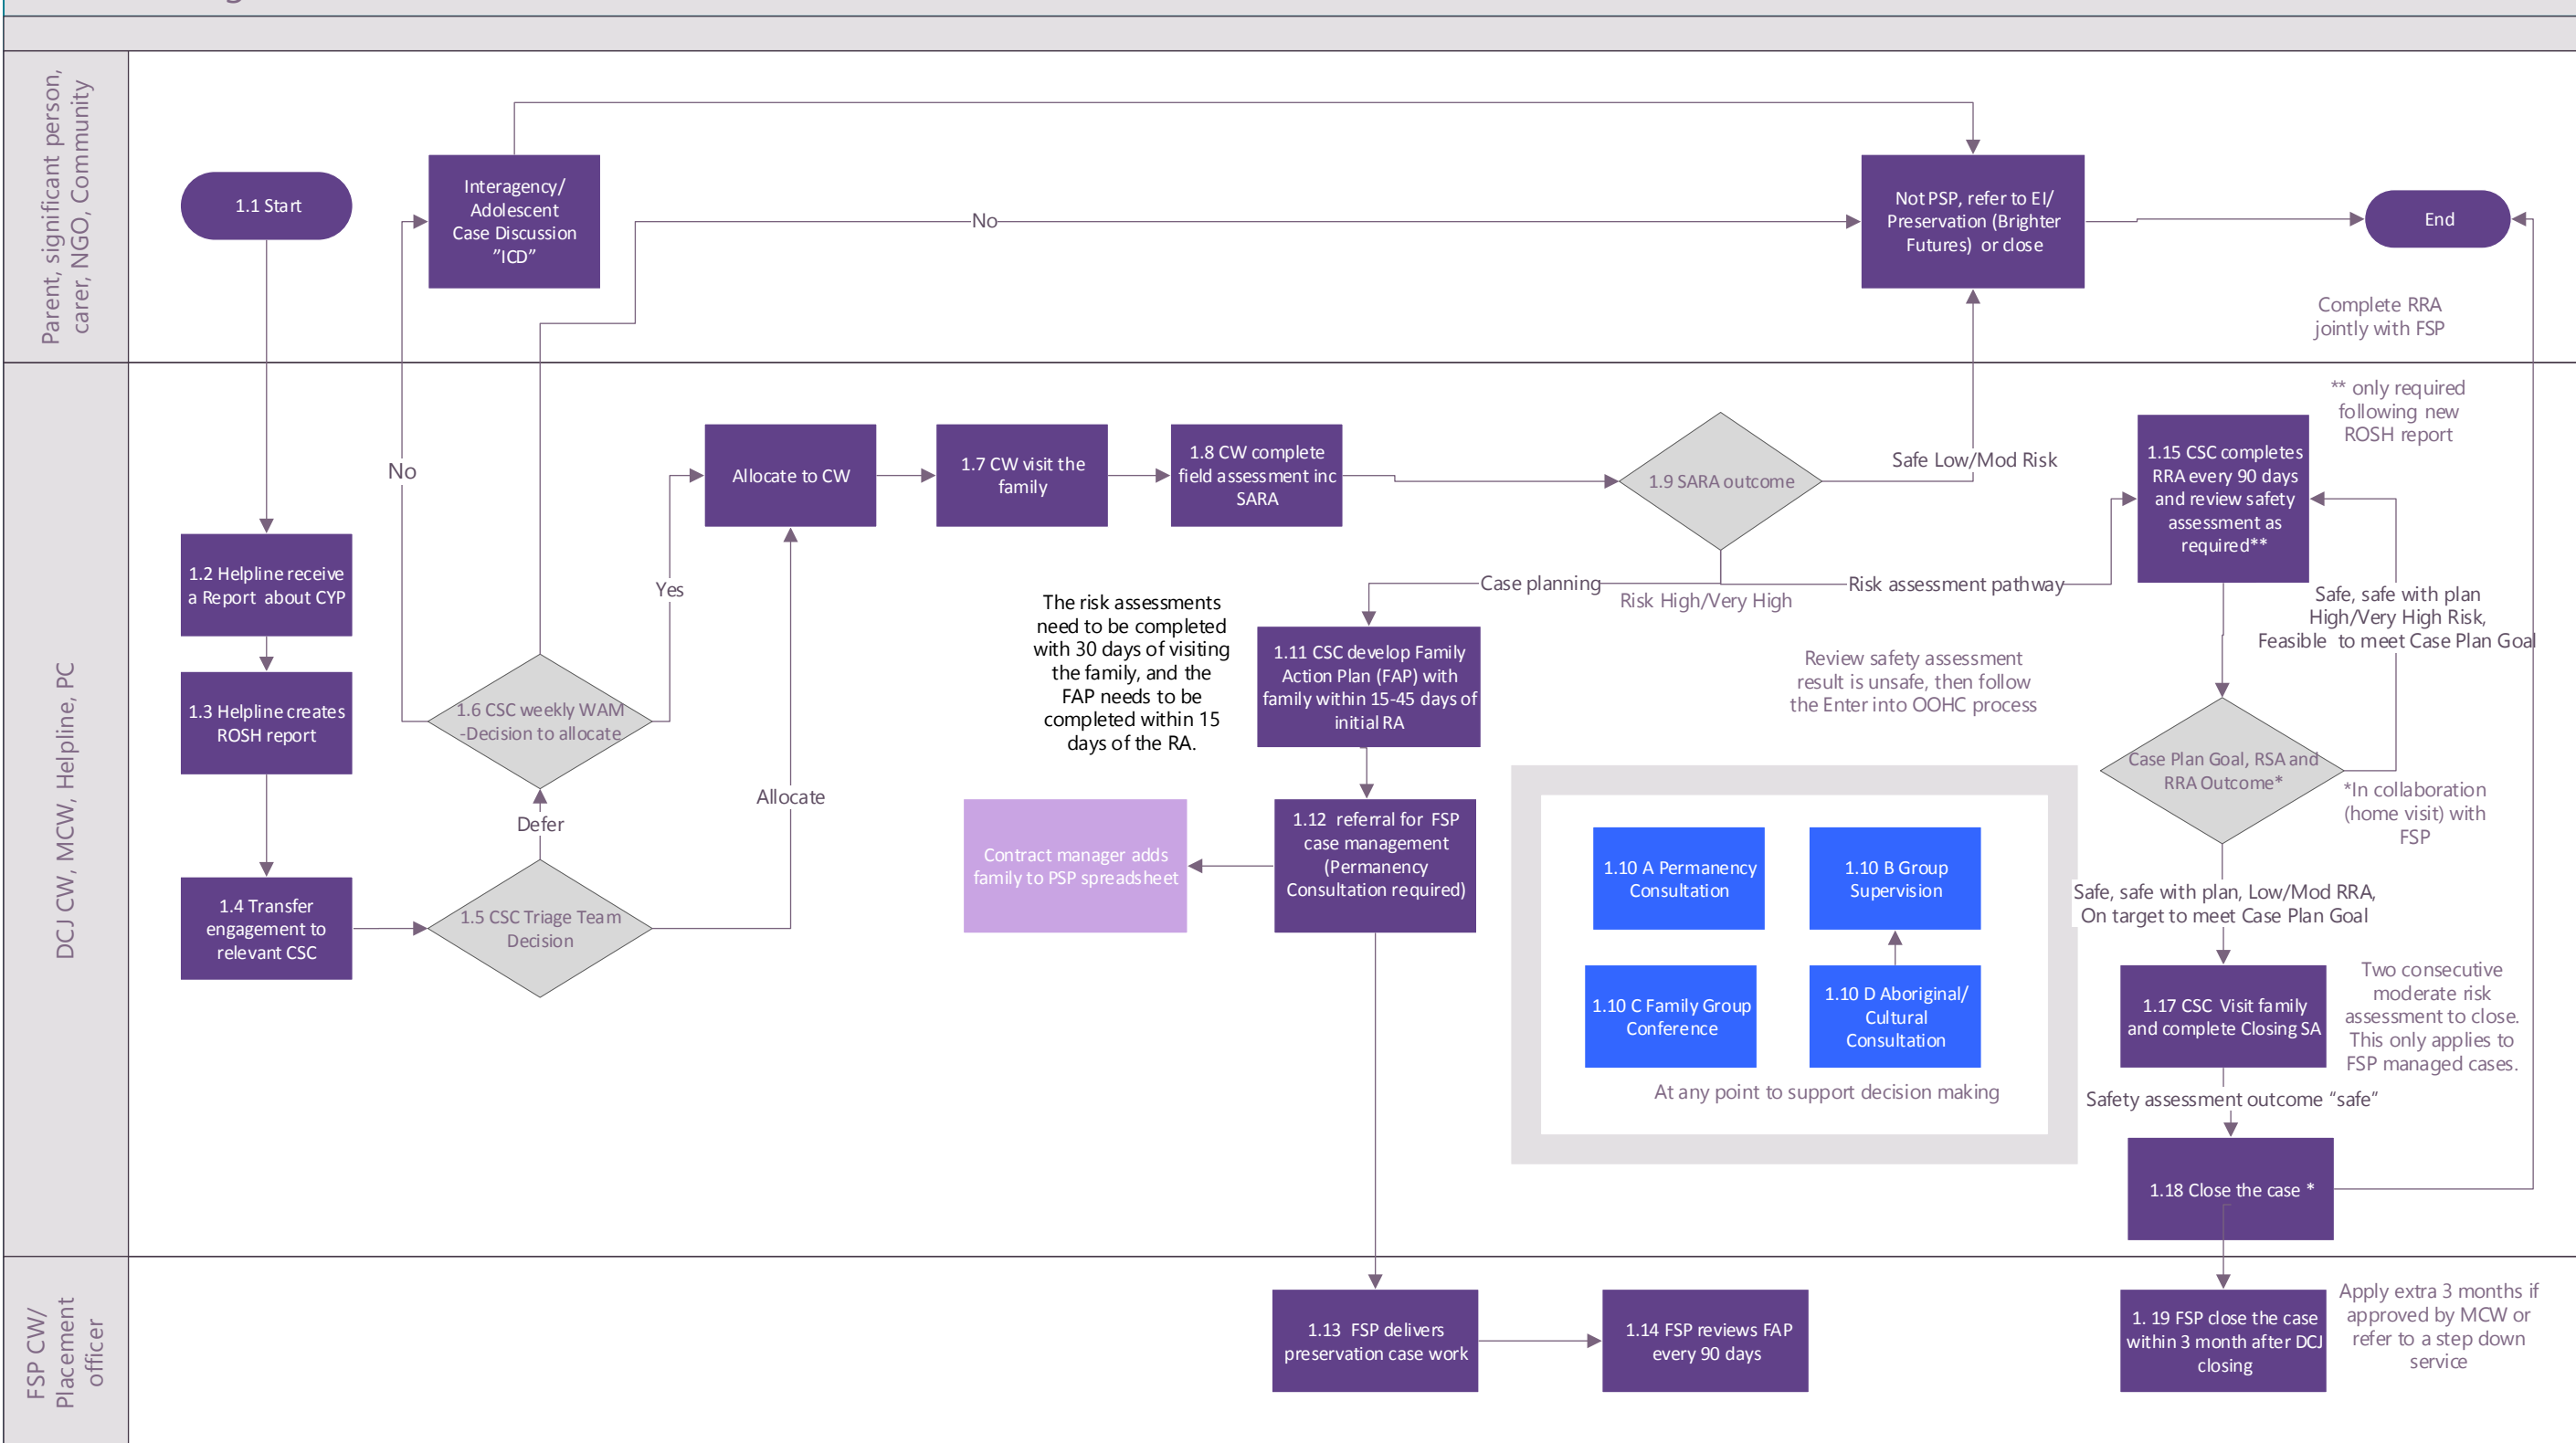 Parent, significant person,
carer, NGO, Community
1.1 Start
Interagency/
Adolescent
Case Discussion
”ICD”
No
Not PSP, refer to EI/
Preservation (Brighter
Futures) or close
End
Complete RRA
jointly with FSP
DCJ CW, MCW, Helpline, PC
1.2 Helpline receive
a Report about CYP
1.3 Helpline creates
ROSH report
1.4 Transfer
engagement to
relevant CSC
No
1.6 CSC weekly WAM
-Decision to allocate
Defer
1.5 CSC Triage Team
Decision
Yes
Allocate
Allocate to CW
1.7 CW visit the
family
1.8 CW complete
field assessment inc
SARA
1.9 SARA outcome
Safe Low/Mod Risk
Case planning
Risk High/Very High
Risk assessment pathway
The risk assessments
need to be completed
with 30 days of visiting
the family, and the
FAP needs to be
completed within 15
days of the RA.
1.11 CSC develop Family
Action Plan (FAP) with
family within 15-45 days of
initial RA
Contract manager adds
family to PSP spreadsheet
1.12 referral for FSP
case management
(Permanency
Consultation required)
Review safety assessment
result is unsafe, then follow
the Enter into OOHC process
1.10 A Permanency
Consultation
1.10 B Group
Supervision
1.10 C Family Group
Conference
1.10 D Aboriginal/
Cultural
Consultation
At any point to support decision making
** only required
following new
ROSH report
1.15 CSC completes
RRA every 90 days
and review safety
assessment as
required**
Safe, safe with plan
High/Very High Risk,
Feasible to meet Case Plan Goal
Case Plan Goal, RSA and
RRA Outcome*
*In collaboration
(home visit) with
FSP
Safe, safe with plan, Low/Mod RRA,
On target to meet Case Plan Goal
1.17 CSC Visit family
and complete Closing SA
Two consecutive
moderate risk
assessment to close.
This only applies to
FSP managed cases.
Safety assessment outcome “safe”
1.18 Close the case *
FSP CW/
Placement
officer
1.13 FSP delivers
preservation case work
1.14 FSP reviews FAP
every 90 days
1. 19 FSP close the case
within 3 month after DCJ
closing
Apply extra 3 months if
approved by MCW or
refer to a step down
service